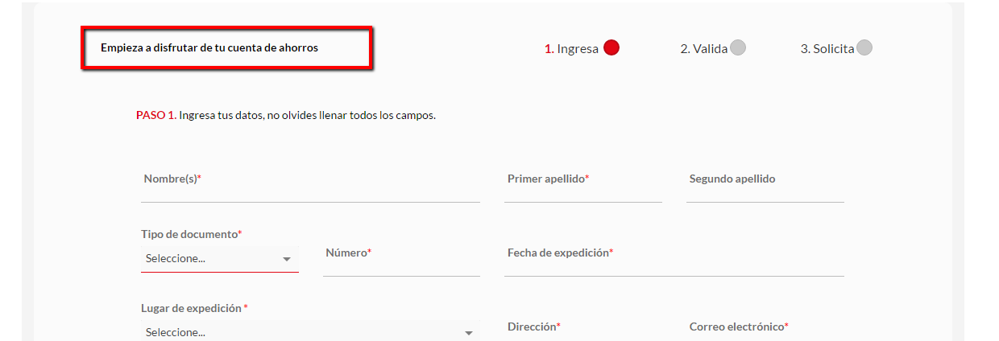 Empieza a disfrutar de tu cuenta de ahorros
1. Ingresa 2. Valida 3. Solicita
PASO 1. Ingresa tus datos, no olvides llenar todos los campos.
Nombre(s)* Primer apellido* Segundo apellido
Tipo de documento*
Seleccione...
Número* Fecha de expedición*
Lugar de expedición *
Seleccione...
Dirección* Correo electrónico*